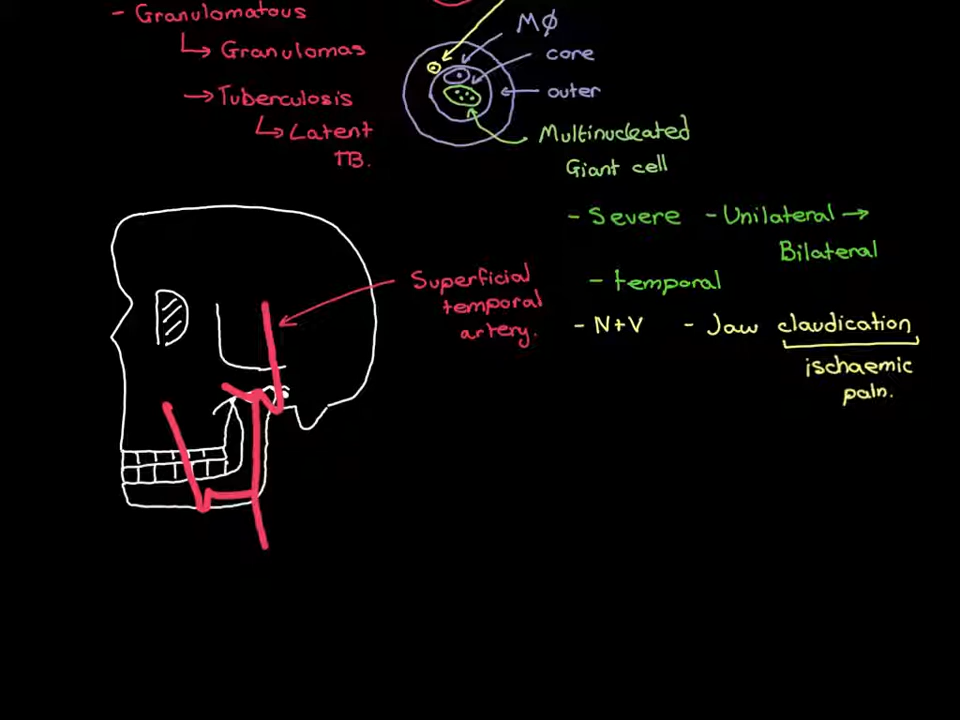 - Granulomatous
↳ Granulomas
→ Tuberculosis
↳ Latent
TB.
MØ
core
outer
Multinucleated
Giant cell
- Severe - Unilateral →
Bilateral
- temporal
- N+V - Jaw claudication
ischaemic
pain.
Superficial
temporal
artery.